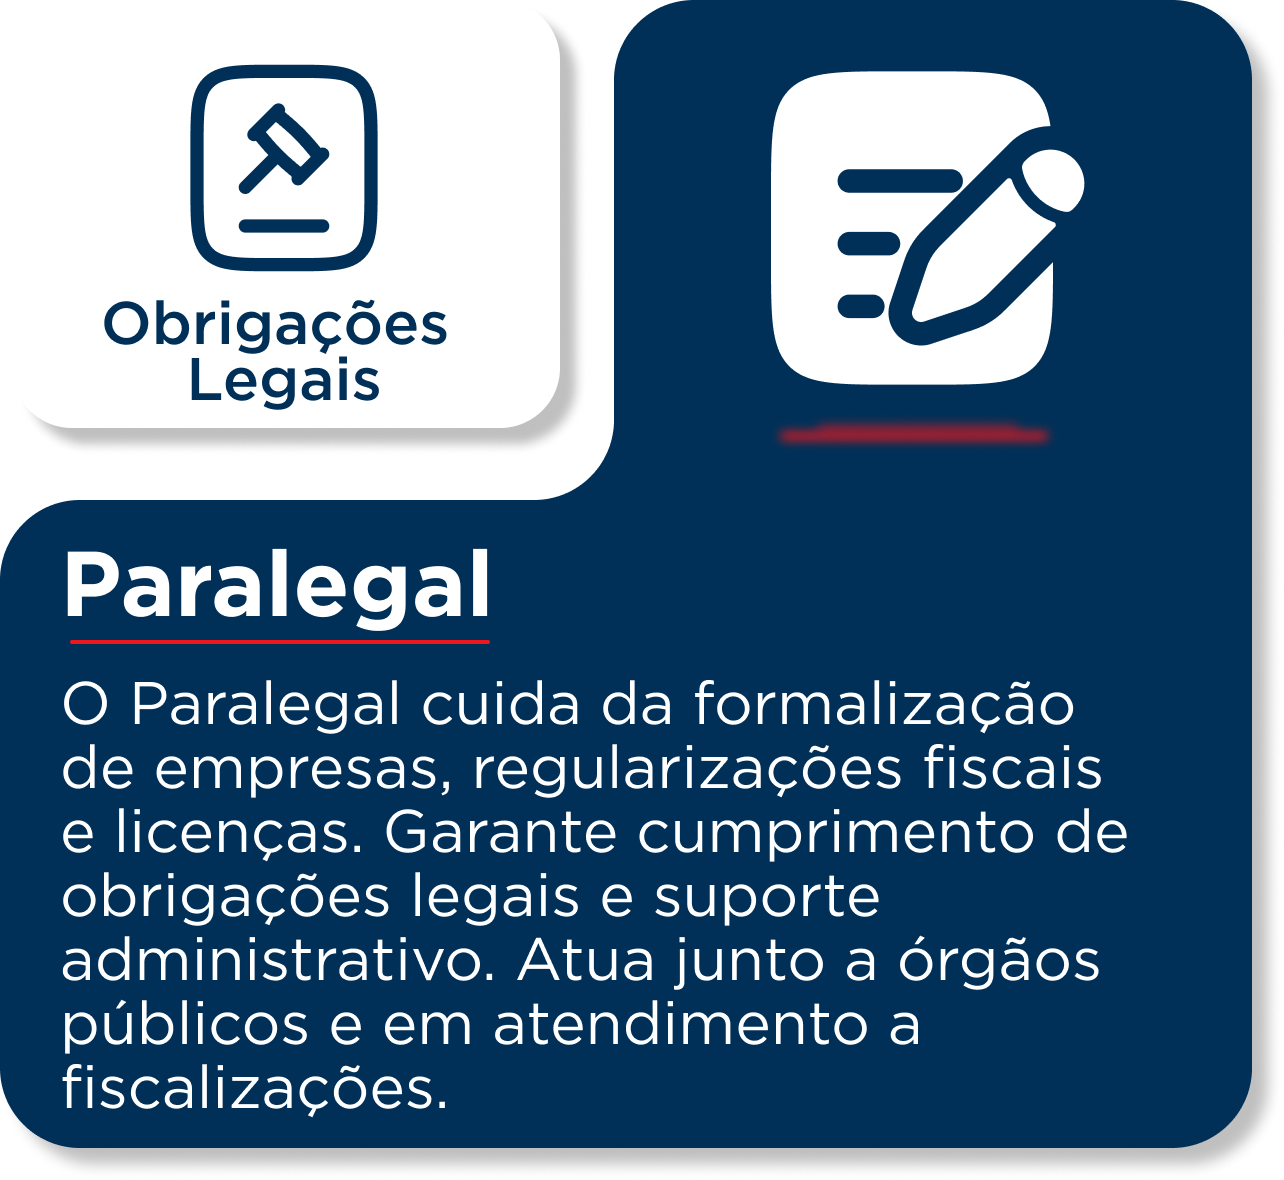 Obrigações
Legais
Paralegal
O Paralegal cuida da formalização
de empresas, regularizações fiscais
e licenças. Garante cumprimento de
obrigações legais e suporte
administrativo. Atua junto a órgãos
públicos e em atendimento a
fiscalizações.